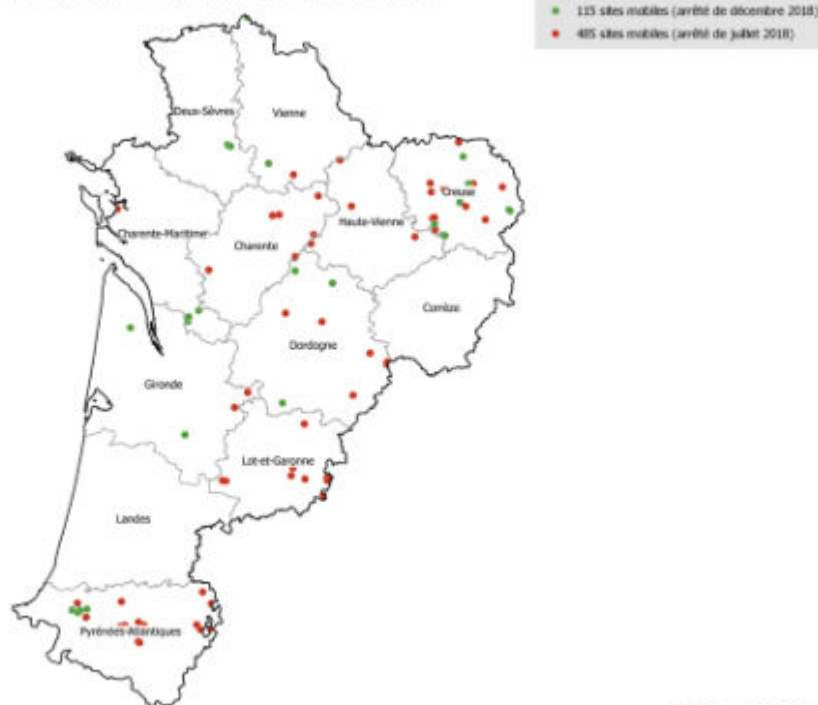 115 sites mobiles (arrêté de décembre 2018)
485 sites mobiles (arrêté de juillet 2018)
Deux-Sèvres
Vienne
Creuse
Charente-Maritime
Charente
Haute-Vienne
Corrèze
Dordogne
Gironde
Lot-et-Garonne
Landes
Pyrénées-Atlantiques